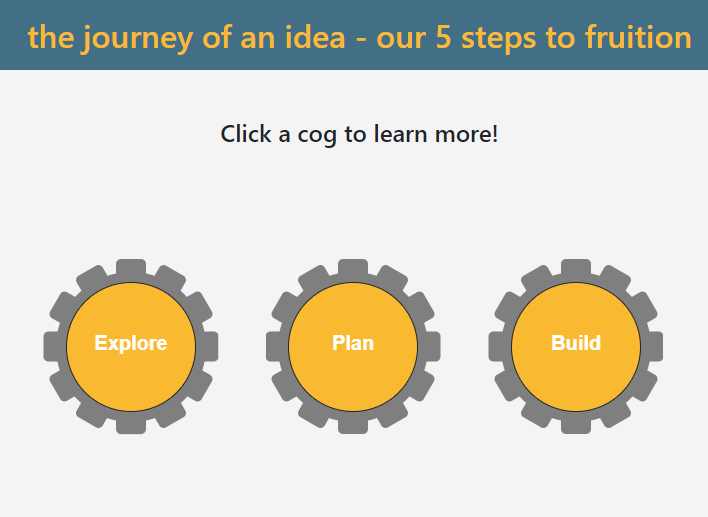 the journey of an idea - our 5 steps to fruition
Click a cog to learn more!
Explore Plan Build